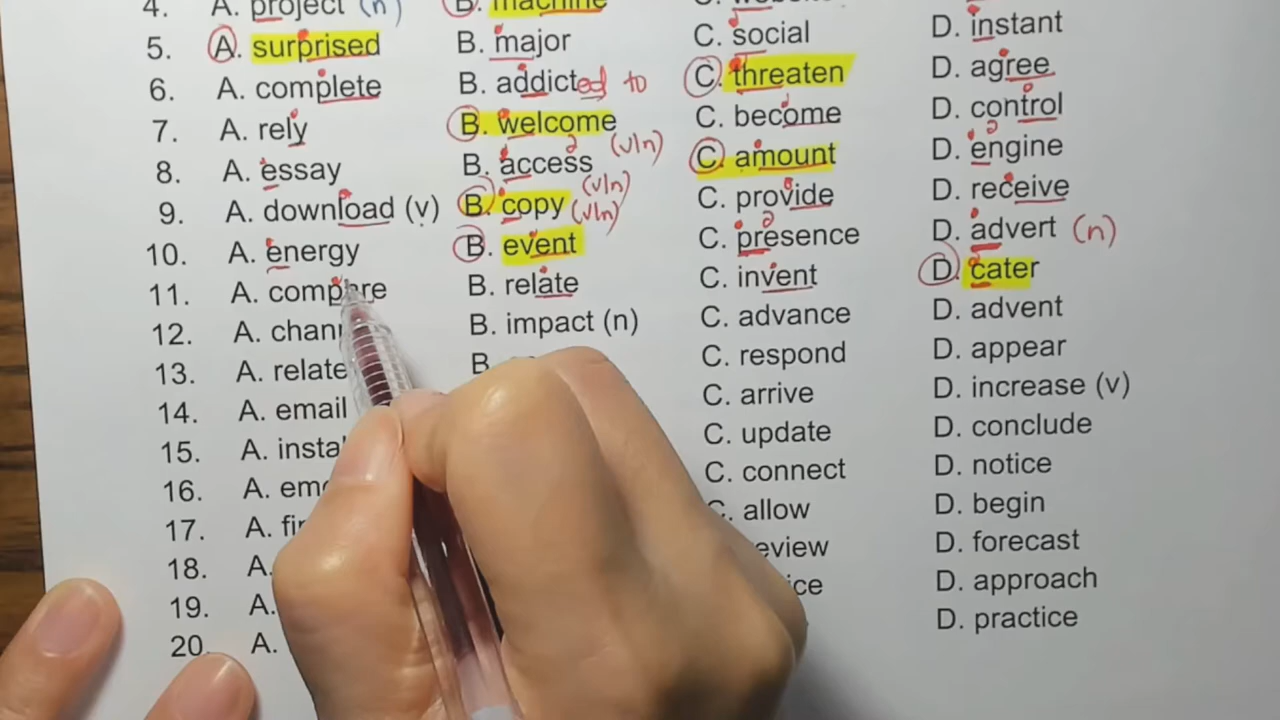 4. A. project (n) B. machine
5. A. surprised B. major C. social D. instant
6. A. complete B. addicted to C. threaten D. agree
7. A. rely B. welcome C. become D. control
8. A. essay B. access (v\n) C. amount D. engine
(v\n)
9. A. download (v) B. copy (v\n) C. provide D. receive
10. A. energy B. event C. presence D. advert (n)
11. A. compare B. relate C. invent D. cater
12. A. B. impact (n) C. advance D. advent
13. A. relate B. C. respond D. appear
14. A. email C. arrive D. increase (v)
15. A. C. update D. conclude
16. A. C. connect D. notice
17. A. C. allow D. begin
18. A. D. forecast
19. A. D. approach
20. A. D. practice